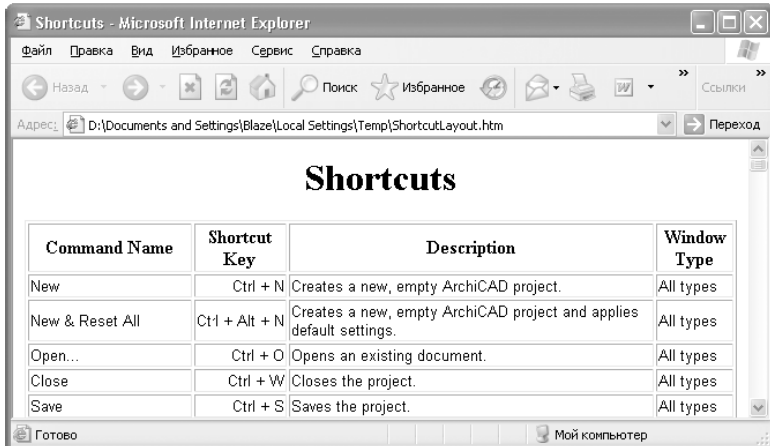 Shortcuts - Microsoft Internet Explorer
Файл Правка Вид Избранное Сервис Справка
Назад Поиск Избранное Ссылки
Адрес: D:\Documents and Settings\Blaze\Local Settings\Temp\ShortcutLayout.htm Переход
Shortcuts
Command Name Shortcut Key Description Window Type
New Ctrl + N Creates a new, empty ArchiCAD project. All types
New & Reset All Ctrl + Alt + N Creates a new, empty ArchiCAD project and applies
default settings. All types
Open... Ctrl + O Opens an existing document. All types
Close Ctrl + W Closes the project. All types
Save Ctrl + S Saves the project. All types
Готово Мой компьютер